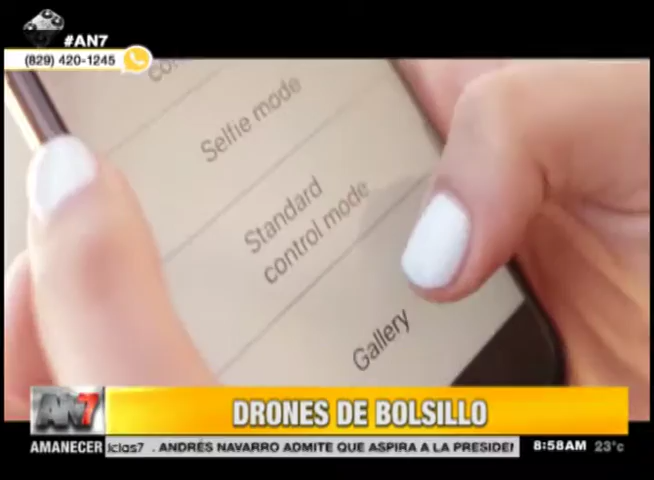 #AN7
(829) 420-1245
Selfie mode
Standard
control mode
Gallery
AN7
DRONES DE BOLSILLO
AMANECER
icias7 . ANDRÉS NAVARRO ADMITE QUE ASPIRA A LA PRESIDE
8:58AM 23°c